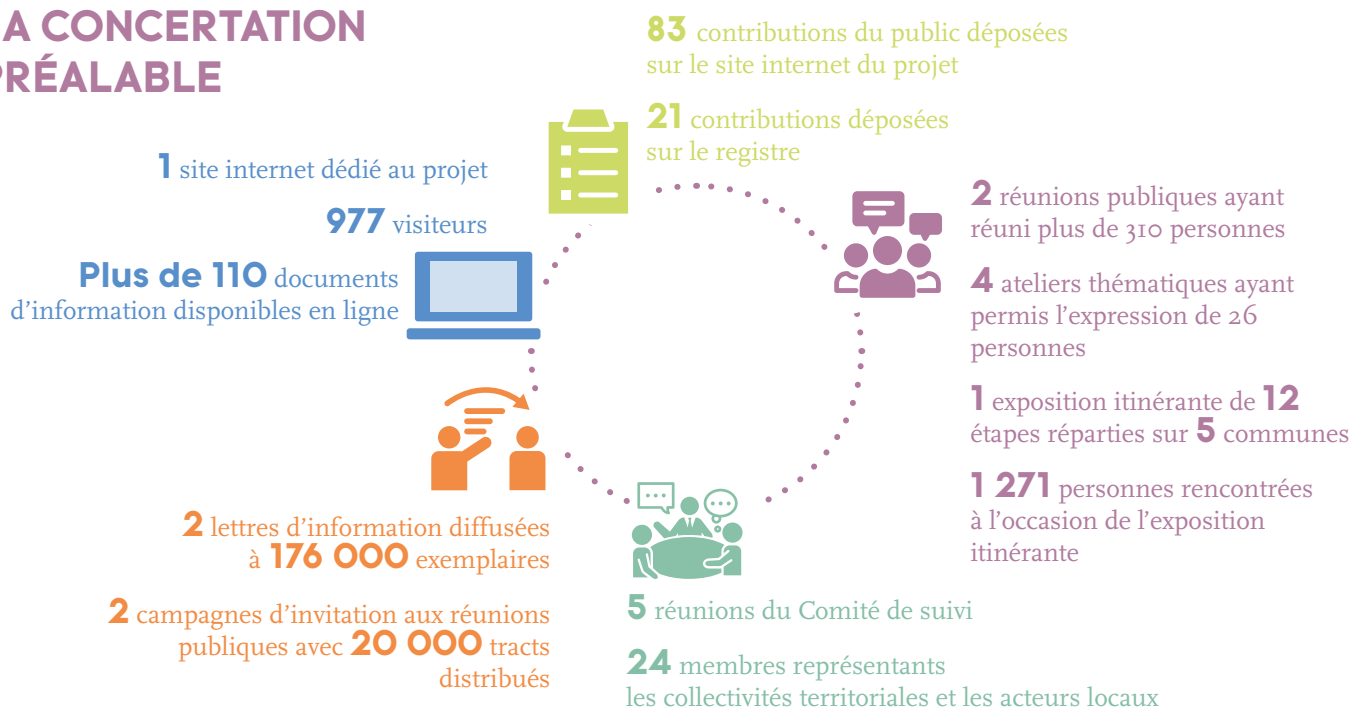 A CONCERTATION
PRÉALABLE
83 contributions du public déposées
sur le site internet du projet
21 contributions déposées
sur le registre
1 site internet dédié au projet
977 visiteurs
Plus de 110 documents
d'information disponibles en ligne
2 réunions publiques ayant
réuni plus de 310 personnes
4 ateliers thématiques ayant
permis l'expression de 26
personnes
1 exposition itinérante de 12
étapes réparties sur 5 communes
1 271 personnes rencontrées
à l'occasion de l'exposition
itinérante
2 lettres d'information diffusées
à 176 000 exemplaires
2 campagnes d'invitation aux réunions
publiques avec 20 000 tracts
distribués
5 réunions du Comité de suivi
24 membres représentants
les collectivités territoriales et les acteurs locaux